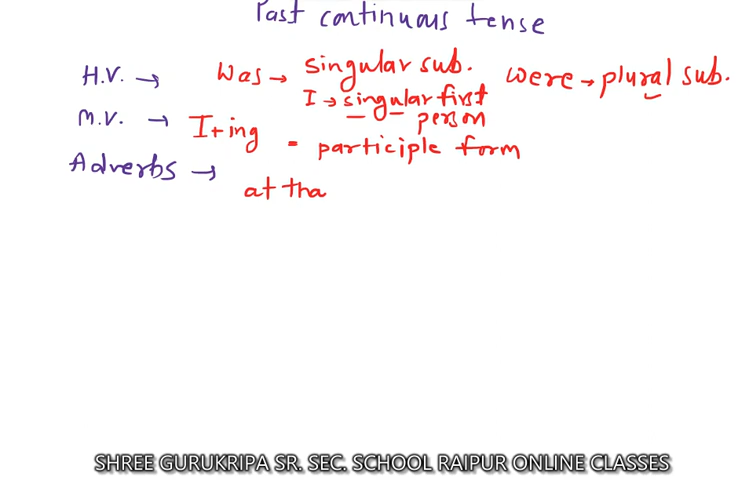 Past continuous tense
H.V. → Was → singular sub. were → plural sub.
I → singular first
person
M.V. → I+ing - participle form
Adverbs →
at tha
SHREE GURUKRIPA SR. SEC. SCHOOL RAIPUR ONLINE CLASSES